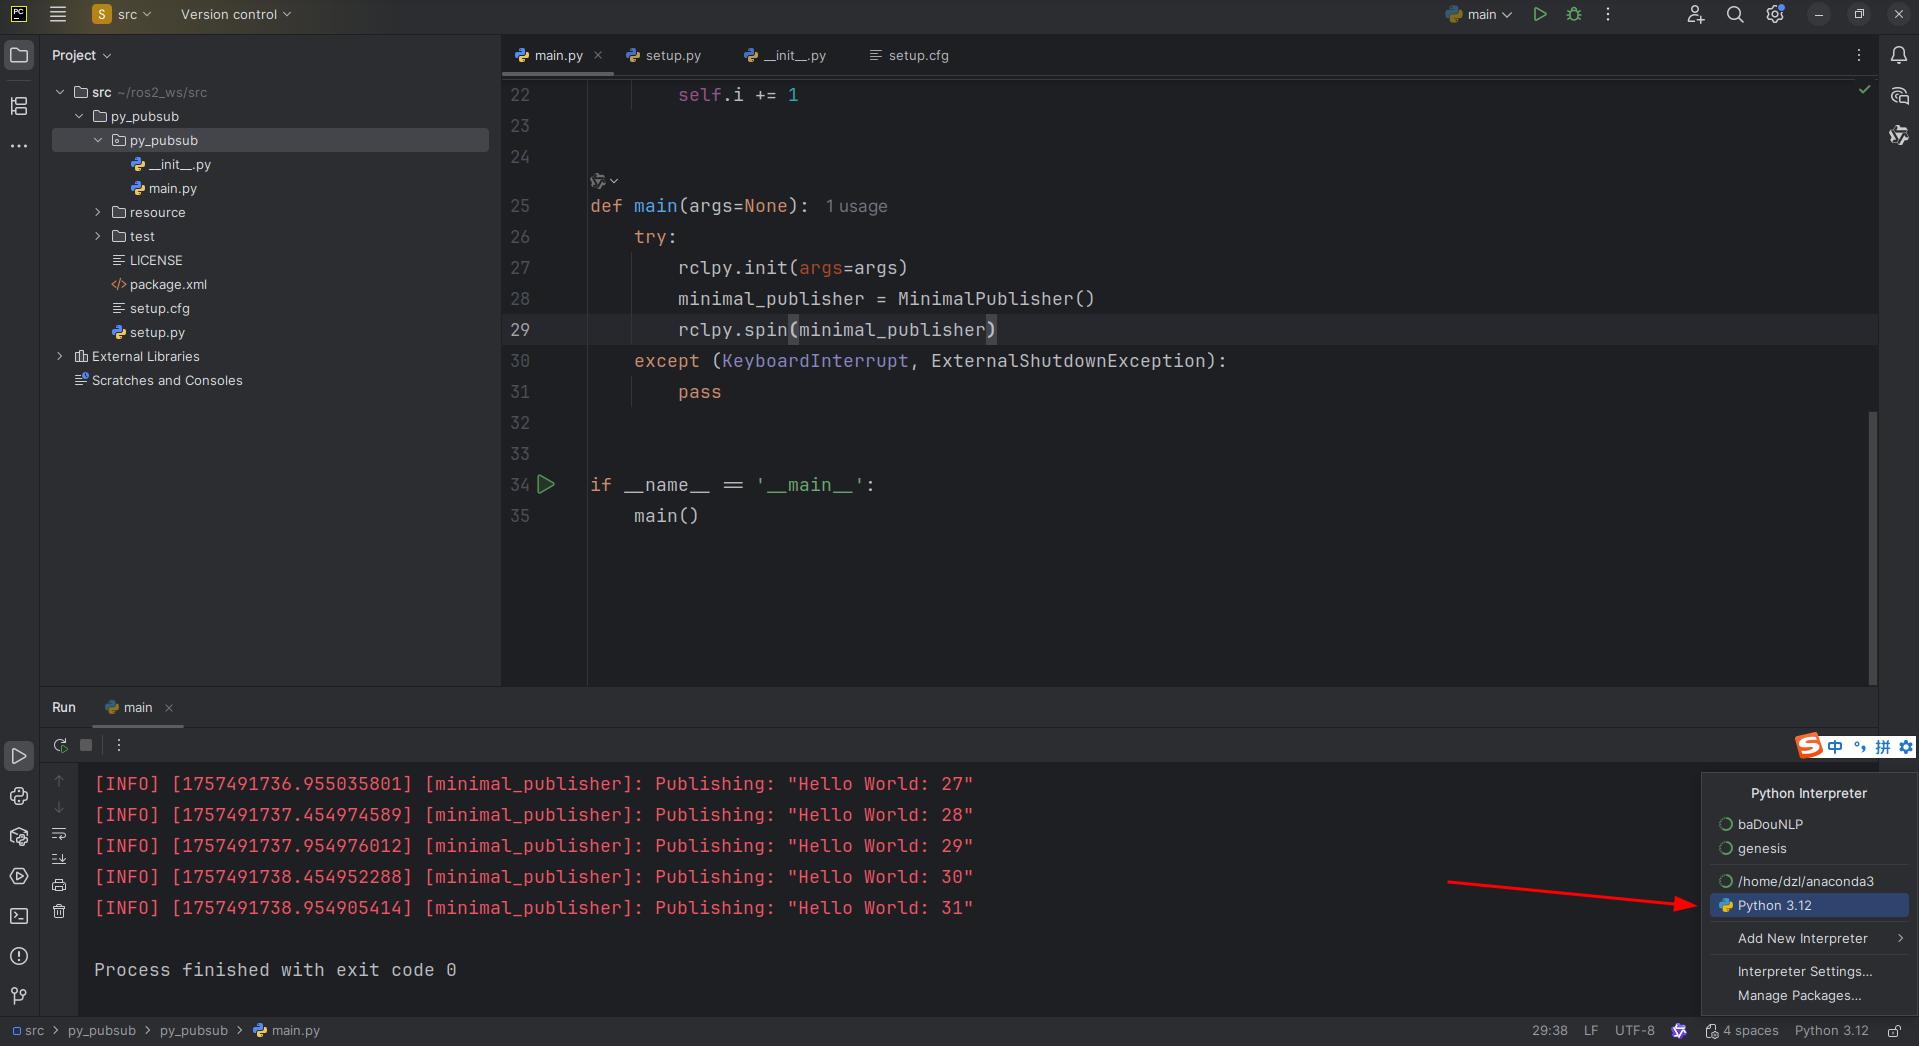 PC
S src
Version control
main
Project
main.py
setup.py
__init__.py
setup.cfg
src ~/ros2_ws/src
py_pubsub
py_pubsub
__init__.py
main.py
resource
test
LICENSE
</> package.xml
setup.cfg
setup.py
External Libraries
Scratches and Consoles
22 self.i += 1
23
24
25 def main(args=None): 1 usage
26 try:
27 rclpy.init(args=args)
28 minimal_publisher = MinimalPublisher()
29 rclpy.spin(minimal_publisher)
30 except (KeyboardInterrupt, ExternalShutdownException):
31 pass
32
33
34 if __name__ == '__main__':
35 main()
Run
main
[INFO] [1757491736.955035801] [minimal_publisher]: Publishing: "Hello World: 27"
[INFO] [1757491737.454974589] [minimal_publisher]: Publishing: "Hello World: 28"
[INFO] [1757491737.954976012] [minimal_publisher]: Publishing: "Hello World: 29"
[INFO] [1757491738.454952288] [minimal_publisher]: Publishing: "Hello World: 30"
[INFO] [1757491738.954905414] [minimal_publisher]: Publishing: "Hello World: 31"
Process finished with exit code 0
S 中 °, 拼
Python Interpreter
baDouNLP
genesis
/home/dzl/anaconda3
Python 3.12
Add New Interpreter
Interpreter Settings...
Manage Packages...
src > py_pubsub > py_pubsub > main.py
29:38 LF UTF-8 4 spaces Python 3.12